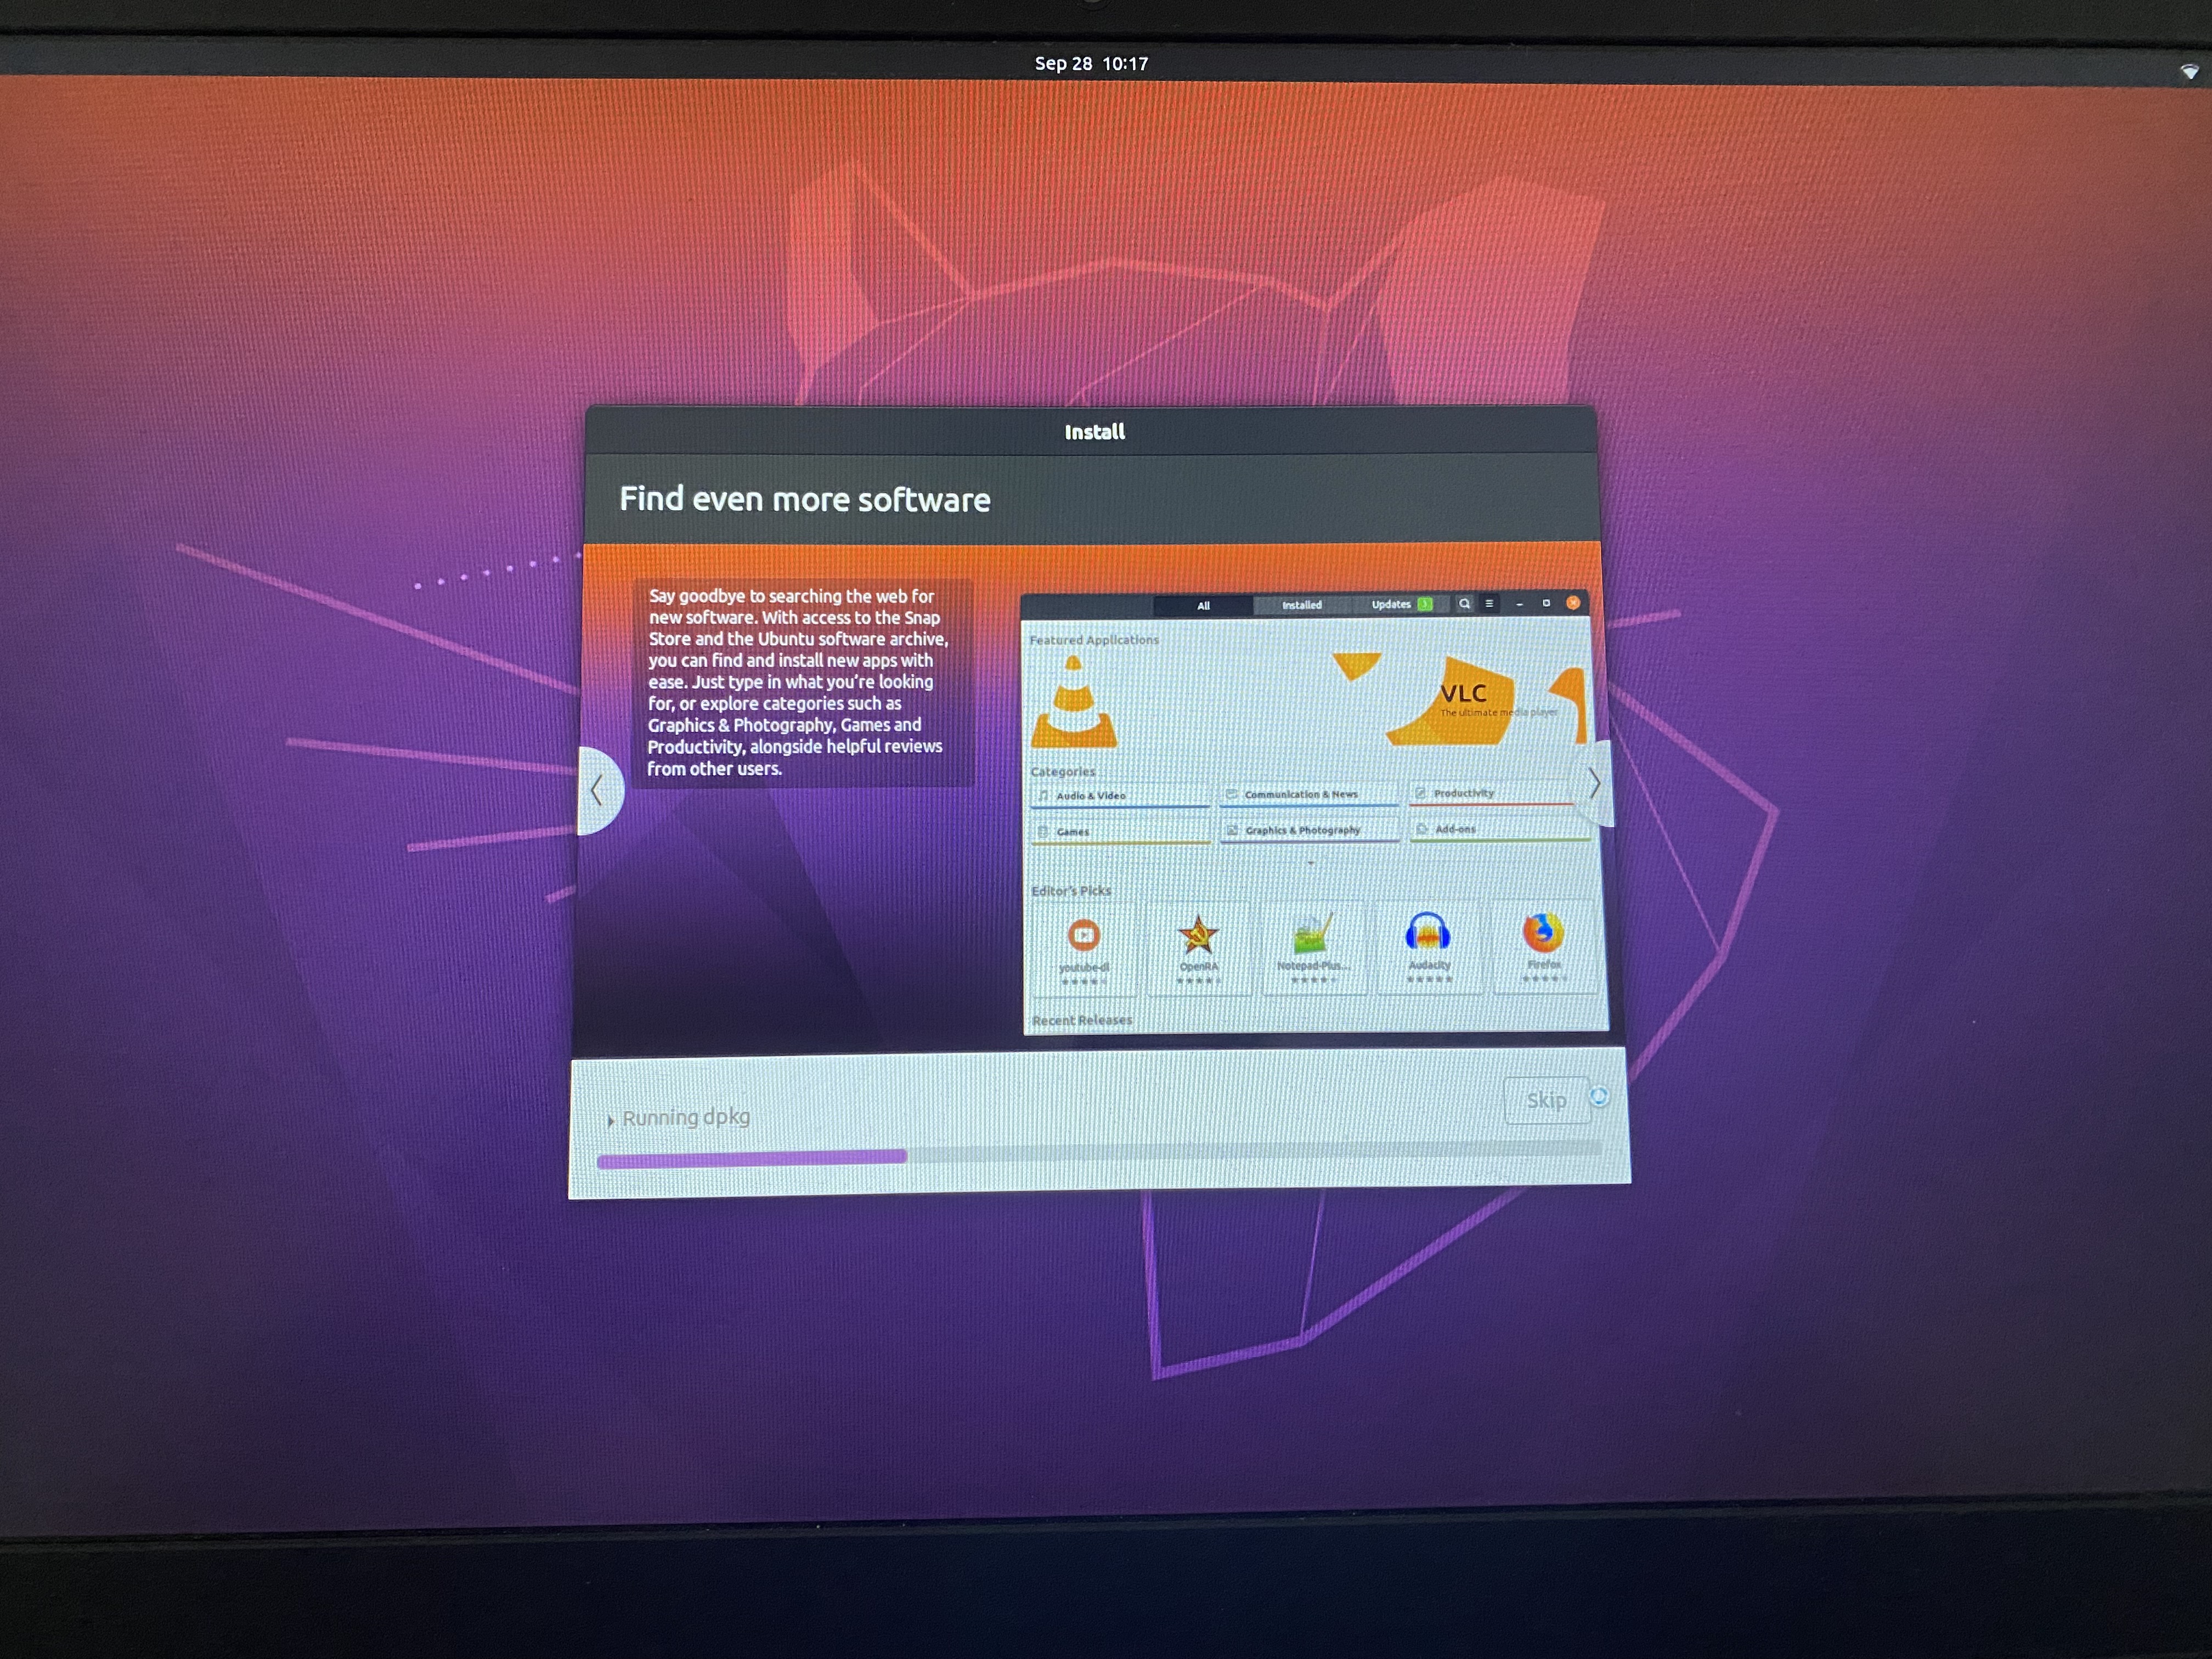 Sep 28 10:17
Install
Find even more software
Say goodbye to searching the web for
new software. With access to the Snap
Store and the Ubuntu software archive,
you can find and install new apps with
ease. Just type in what you're looking
for, or explore categories such as
Graphics & Photography, Games and
Productivity, alongside helpful reviews
from other users.
All Installed Updates
Featured Applications
VLC
The ultimate media player
Categories
Audio & Video Communication & News Productivity
Games Graphics & Photography Add-ons
Editor's Picks
youtube-dl OpenRA Notepad-Plus... Audacity Firefox
Recent Releases
Running dpkg
Skip